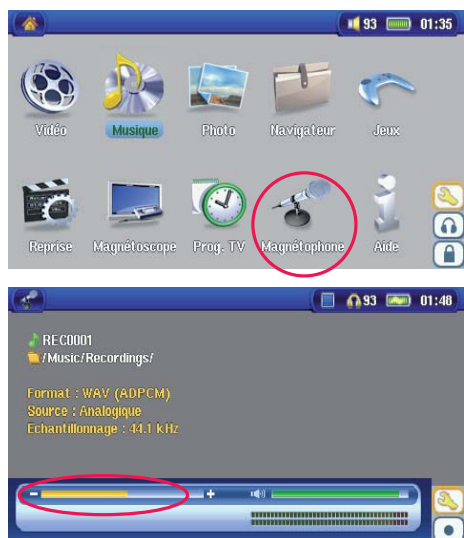 93 01:35
Vidéo Musique Photo Navigateur Jeux
Reprise Magnétoscope Prog. TV Magnétophone Aide
93 01:48
REC0001
/Music/Recordings/
Format : WAV (ADPCM)
Source : Analogique
Echantillonnage : 44.1 kHz
- +